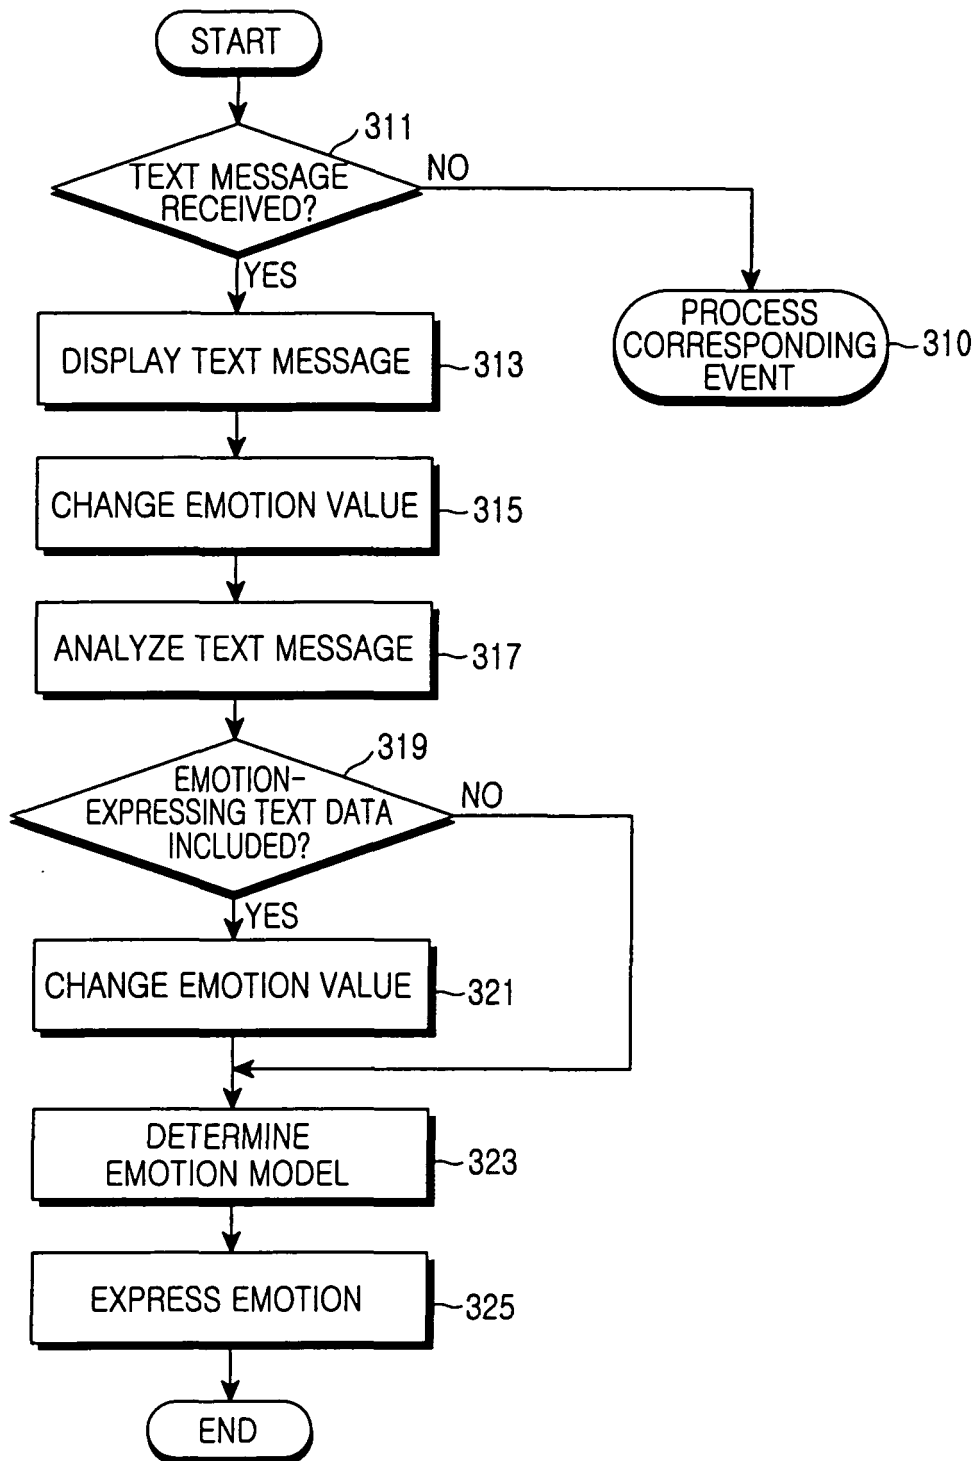 START
311
TEXT MESSAGE
RECEIVED?
NO
YES
PROCESS
CORRESPONDING
EVENT
310
DISPLAY TEXT MESSAGE
313
CHANGE EMOTION VALUE
315
ANALYZE TEXT MESSAGE
317
319
EMOTION-
EXPRESSING TEXT DATA
INCLUDED?
NO
YES
CHANGE EMOTION VALUE
321
DETERMINE
EMOTION MODEL
323
EXPRESS EMOTION
325
END